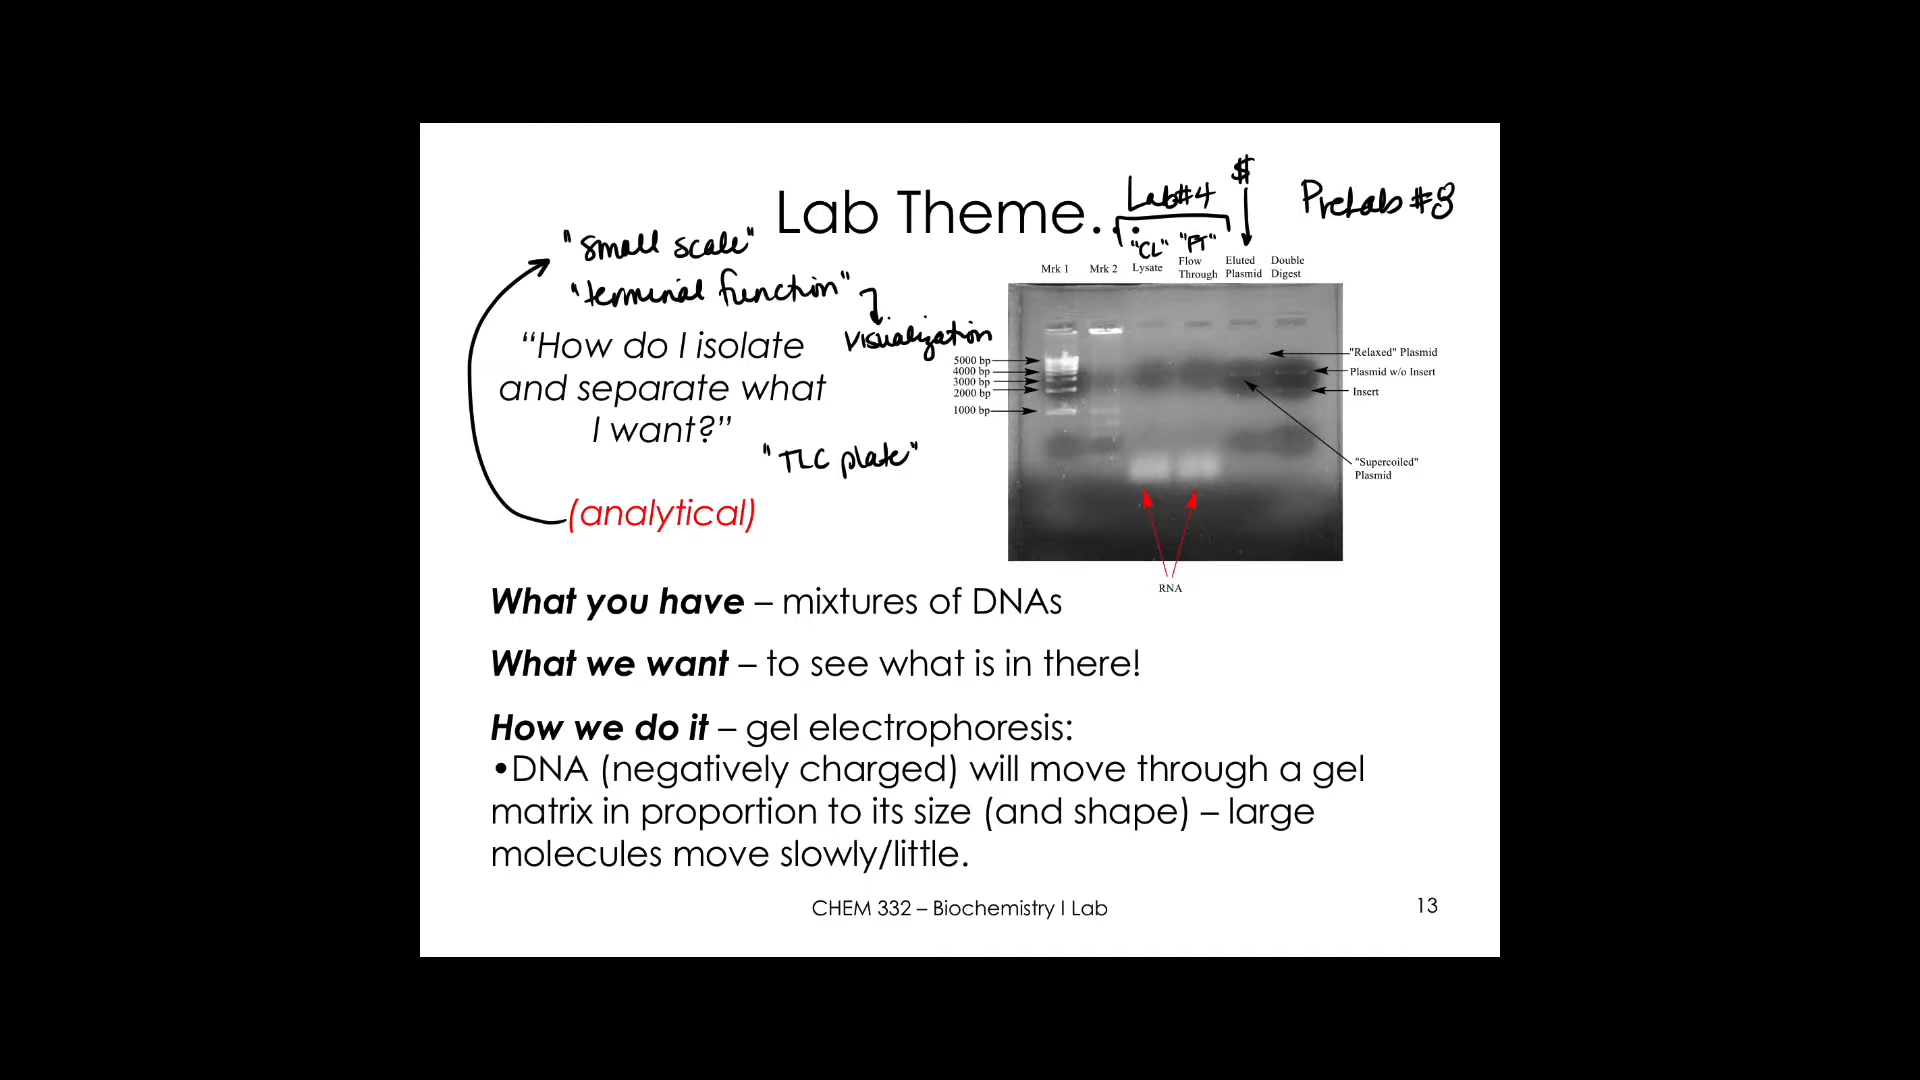 Lab Theme...
Lab#4
$
PreLab #8
"small scale"
"terminal function"
visualization
"CL" "FT"
Mrk 1
Mrk 2
Lysate
Flow
Through
Eluted
Plasmid
Double
Digest
“How do I isolate
and separate what
I want?”
"TLC plate"
(analytical)
5000 bp
4000 bp
3000 bp
2000 bp
1000 bp
"Relaxed" Plasmid
Plasmid w/o Insert
Insert
"Supercoiled"
Plasmid
RNA
What you have – mixtures of DNAs
What we want – to see what is in there!
How we do it – gel electrophoresis:
•DNA (negatively charged) will move through a gel
matrix in proportion to its size (and shape) – large
molecules move slowly/little.
CHEM 332 – Biochemistry I Lab
13